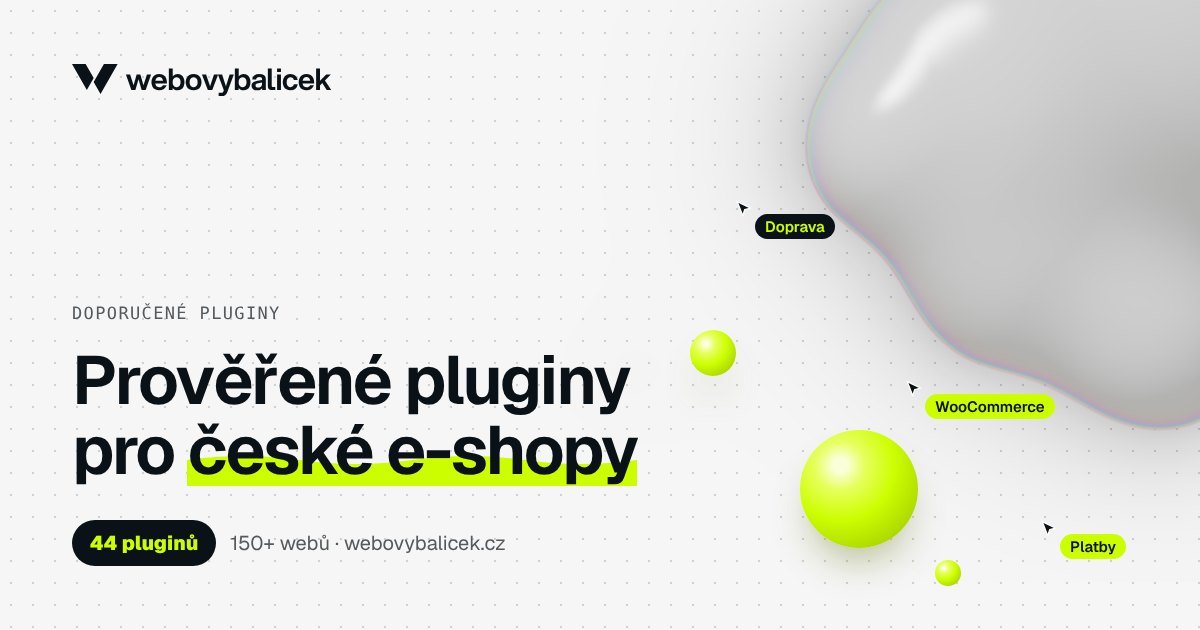 webovybalicek
Doprava
DOPORUČENÉ PLUGINY
Prověřené pluginy
pro české e-shopy
WooCommerce
44 pluginů
150+ webů · webovybalicek.cz
Platby